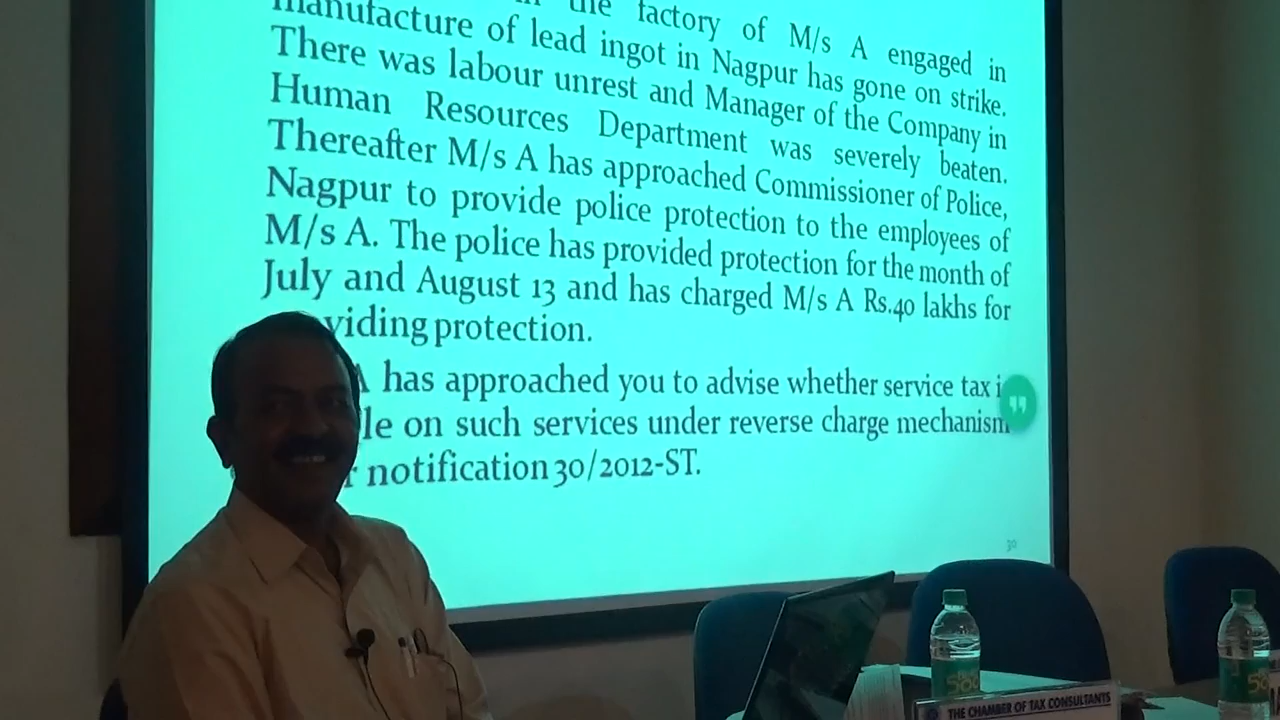 the factory of M/s A engaged in
manufacture of lead ingot in Nagpur has gone on strike.
There was labour unrest and Manager of the Company in
Human Resources Department was severely beaten.
Thereafter M/s A has approached Commissioner of Police,
Nagpur to provide police protection to the employees of
M/s A. The police has provided protection for the month of
July and August 13 and has charged M/s A Rs.40 lakhs for
viding protection.
A has approached you to advise whether service tax i
le on such services under reverse charge mechanism
r notification 30/2012-ST.
30
THE CHAMBER OF TAX CONSULTANTS